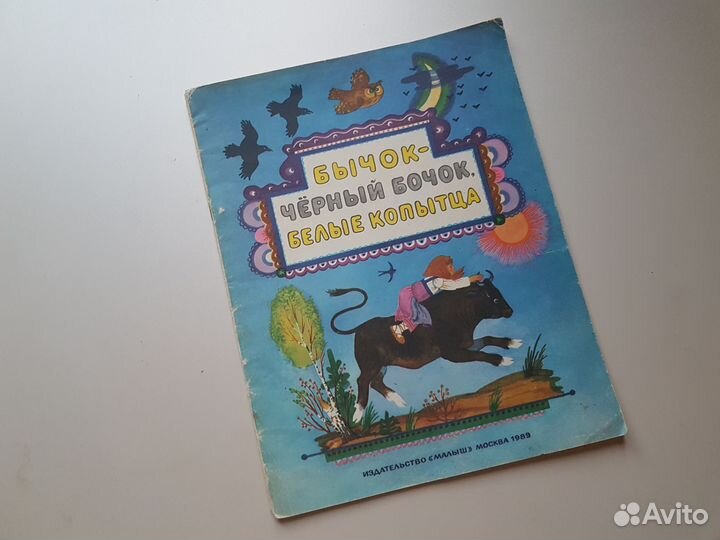 БЫЧОК-
ЧЁРНЫЙ БОЧОК,
БЕЛЫЕ КОПЫТЦА
ИЗДАТЕЛЬСТВО «МАЛЫШ» МОСКВА 1989
Avito